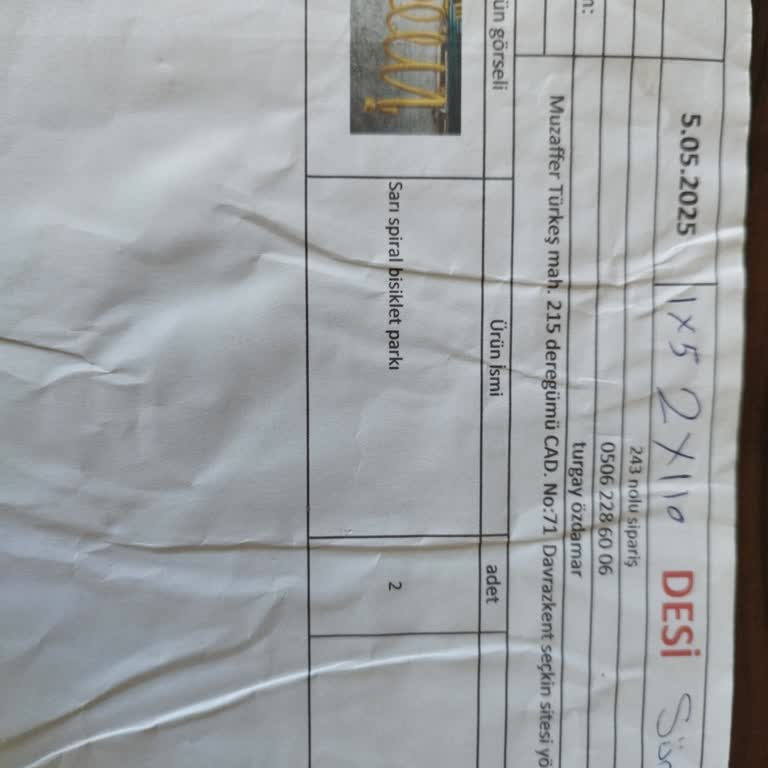 5.05.2025 1x5 2x110 DESİ
243 nolu sipariş
0506 228 60 06
n: turgay özdamar
Muzaffer Türkeş mah. 215 deregümü CAD. No:71 Davrazkent seçkin sitesi yö
ün görseli Ürün İsmi adet
Sarı spiral bisiklet parkı 2